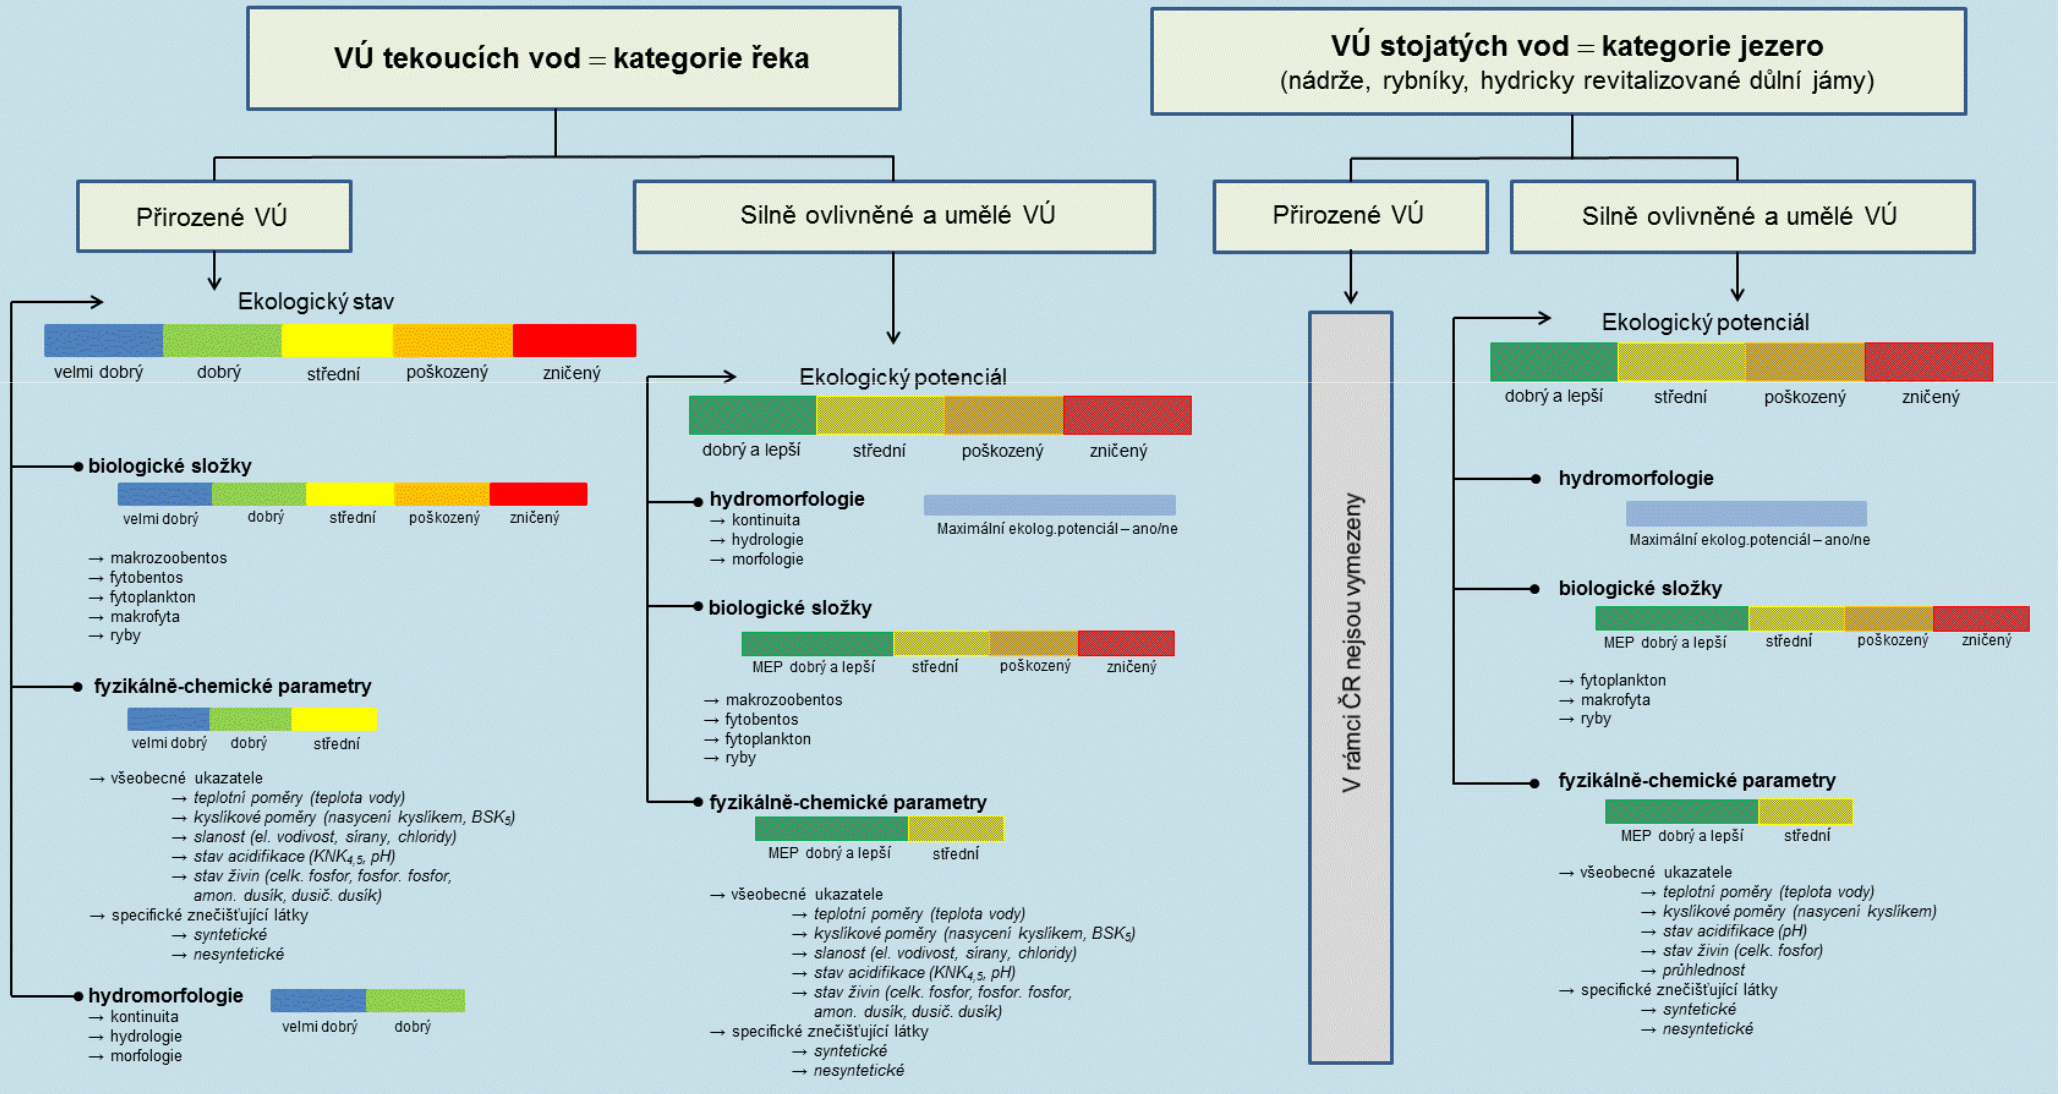 VÚ tekoucích vod = kategorie řeka
Přirozené VÚ
Ekologický stav
velmi dobrý
dobrý
střední
poškozený
zničený
biologické složky
velmi dobrý
dobrý
střední
poškozený
zničený
→ makrozoobentos
→ fytobentos
→ fytoplankton
→ makrofyta
→ ryby
fyzikálně-chemické parametry
velmi dobrý
dobrý
střední
→ všeobecné ukazatele
→ teplotní poměry (teplota vody)
→ kyslíkové poměry (nasycení kyslíkem, BSK₅)
→ slanost (el. vodivost, sírany, chloridy)
→ stav acidifikace (KNK₄,₅, pH)
→ stav živin (celk. fosfor, fosfor. fosfor,
amon. dusík, dusič. dusík)
→ specifické znečišťující látky
→ syntetické
→ nesyntetické
hydromorfologie
velmi dobrý
dobrý
→ kontinuita
→ hydrologie
→ morfologie
Silně ovlivněné a umělé VÚ
Ekologický potenciál
dobrý a lepší
střední
poškozený
zničený
hydromorfologie
→ kontinuita
→ hydrologie
→ morfologie
Maximální ekolog.potenciál – ano/ne
biologické složky
MEP dobrý a lepší
střední
poškozený
zničený
→ makrozoobentos
→ fytobentos
→ fytoplankton
→ ryby
fyzikálně-chemické parametry
MEP dobrý a lepší
střední
→ všeobecné ukazatele
→ teplotní poměry (teplota vody)
→ kyslíkové poměry (nasycení kyslíkem, BSK₅)
→ slanost (el. vodivost, sírany, chloridy)
→ stav acidifikace (KNK₄,₅, pH)
→ stav živin (celk. fosfor, fosfor. fosfor,
amon. dusík, dusič. dusík)
→ specifické znečišťující látky
→ syntetické
→ nesyntetické
VÚ stojatých vod = kategorie jezero
(nádrže, rybníky, hydricky revitalizované důlní jámy)
Přirozené VÚ
V rámci ČR nejsou vymezeny
Silně ovlivněné a umělé VÚ
Ekologický potenciál
dobrý a lepší
střední
poškozený
zničený
hydromorfologie
Maximální ekolog.potenciál – ano/ne
biologické složky
MEP dobrý a lepší
střední
poškozený
zničený
→ fytoplankton
→ makrofyta
→ ryby
fyzikálně-chemické parametry
MEP dobrý a lepší
střední
→ všeobecné ukazatele
→ teplotní poměry (teplota vody)
→ kyslíkové poměry (nasycení kyslíkem)
→ stav acidifikace (pH)
→ stav živin (celk. fosfor)
→ průhlednost
→ specifické znečišťující látky
→ syntetické
→ nesyntetické